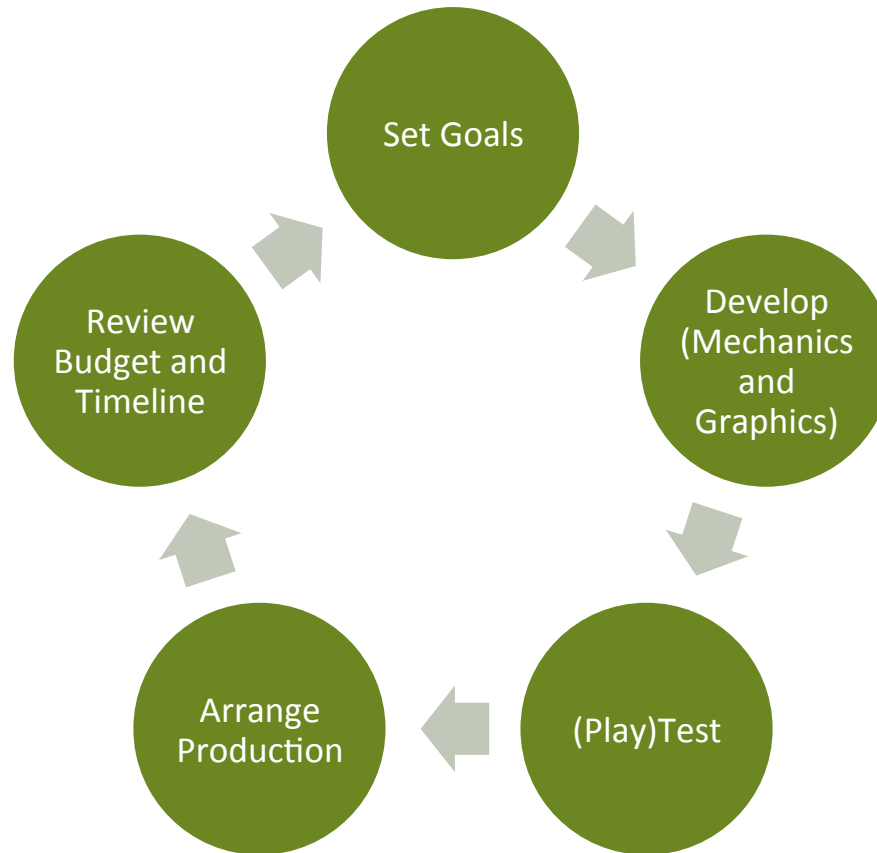 Set Goals
Develop
(Mechanics
and
Graphics)
(Play)Test
Arrange
Production
Review
Budget and
Timeline